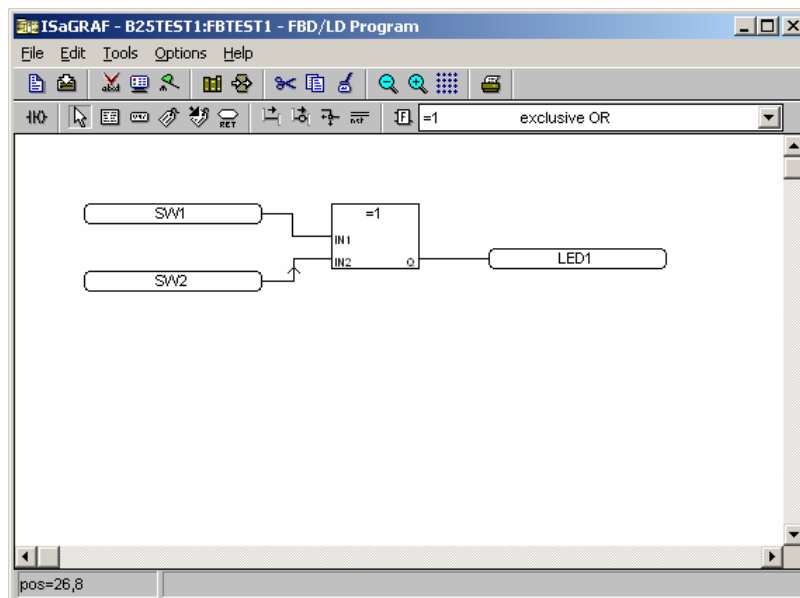 ISaGRAF - B25TEST1:FBTEST1 - FBD/LD Program
File Edit Tools Options Help
RET
=1 exclusive OR
SW1
=1
IN1
SW2
IN2
Q
LED1
pos=26,8